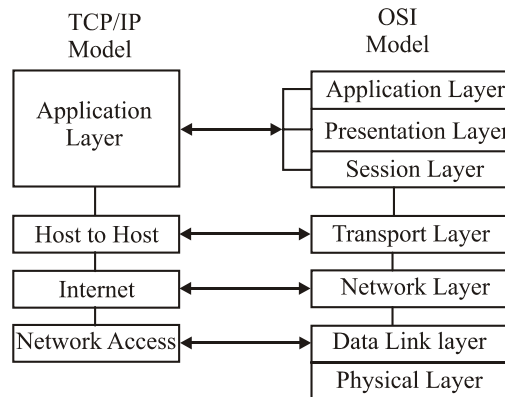 TCP/IP
Model
Application
Layer
Host to Host
Internet
Network Access
OSI
Model
Application Layer
Presentation Layer
Session Layer
Transport Layer
Network Layer
Data Link layer
Physical Layer